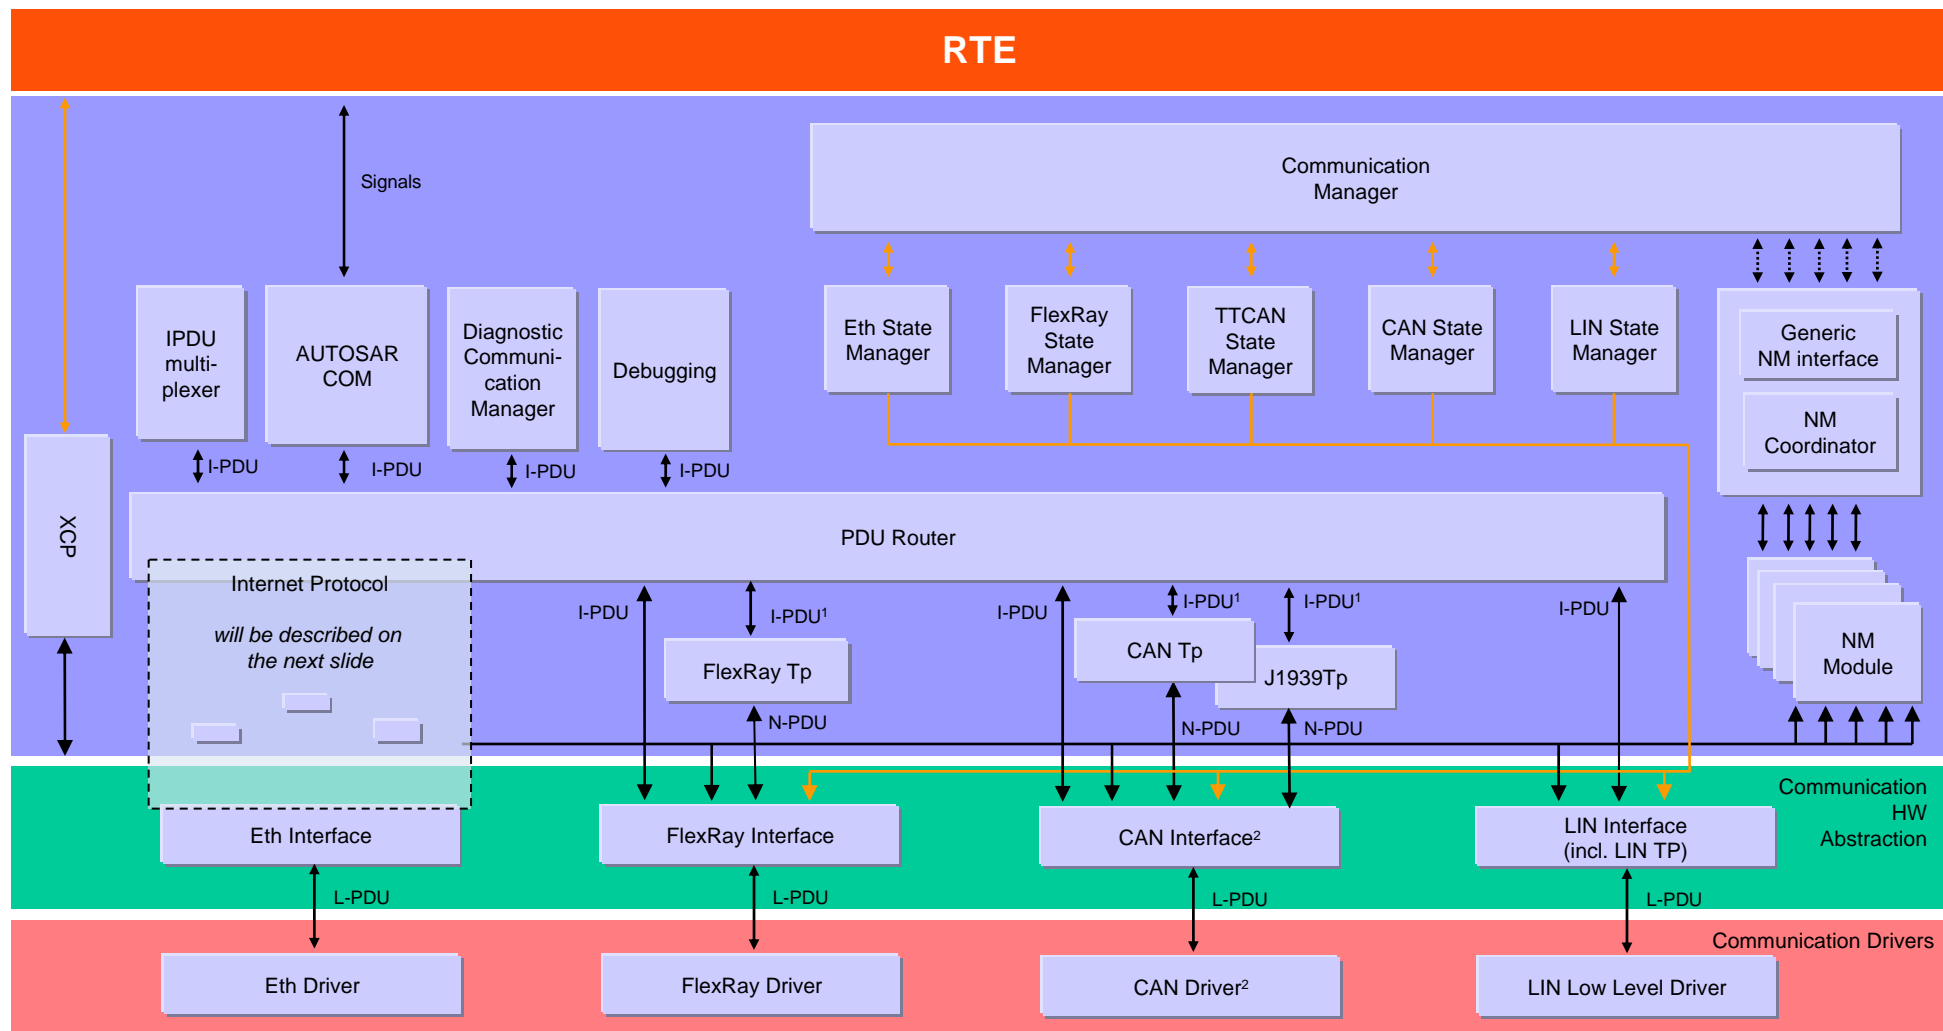 RTE
Signals
Communication
Manager
IPDU
multi-
plexer
AUTOSAR
COM
Diagnostic
Communi-
cation
Manager
Debugging
Eth State
Manager
FlexRay
State
Manager
TTCAN
State
Manager
CAN State
Manager
LIN State
Manager
Generic
NM interface
NM
Coordinator
I-PDU
I-PDU
I-PDU
I-PDU
XCP
PDU Router
Internet Protocol
will be described on
the next slide
I-PDU
I-PDU¹
I-PDU
I-PDU¹
I-PDU¹
I-PDU
FlexRay Tp
CAN Tp
J1939Tp
NM
Module
N-PDU
N-PDU
N-PDU
Communication
HW
Abstraction
Eth Interface
FlexRay Interface
CAN Interface²
LIN Interface
(incl. LIN TP)
L-PDU
L-PDU
L-PDU
L-PDU
Communication Drivers
Eth Driver
FlexRay Driver
CAN Driver²
LIN Low Level Driver